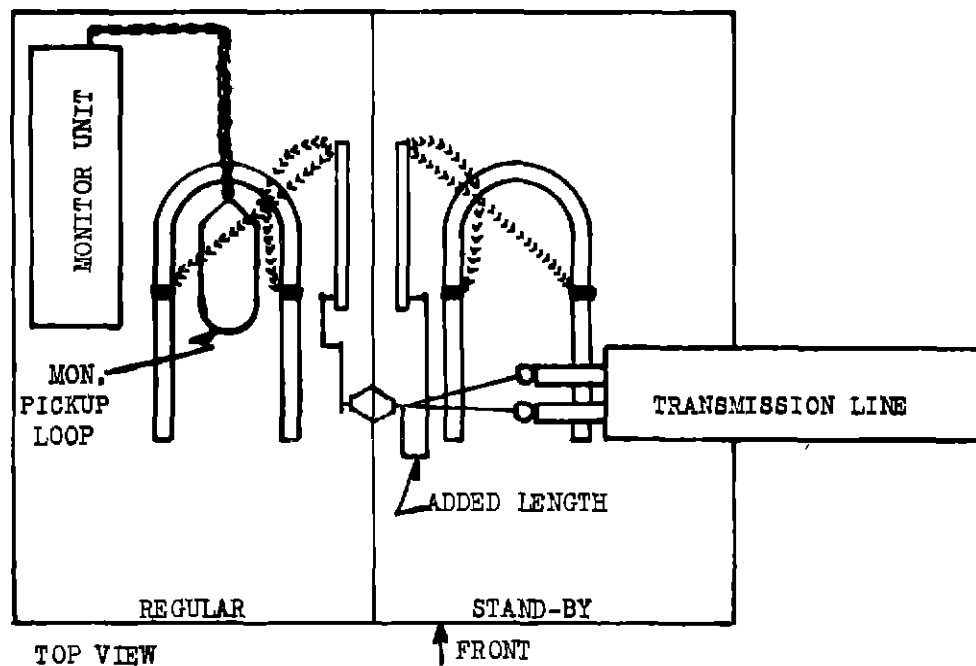 MONITOR UNIT
MON.
PICKUP
LOOP
TRANSMISSION LINE
ADDED LENGTH
REGULAR
STAND-BY
TOP VIEW
FRONT